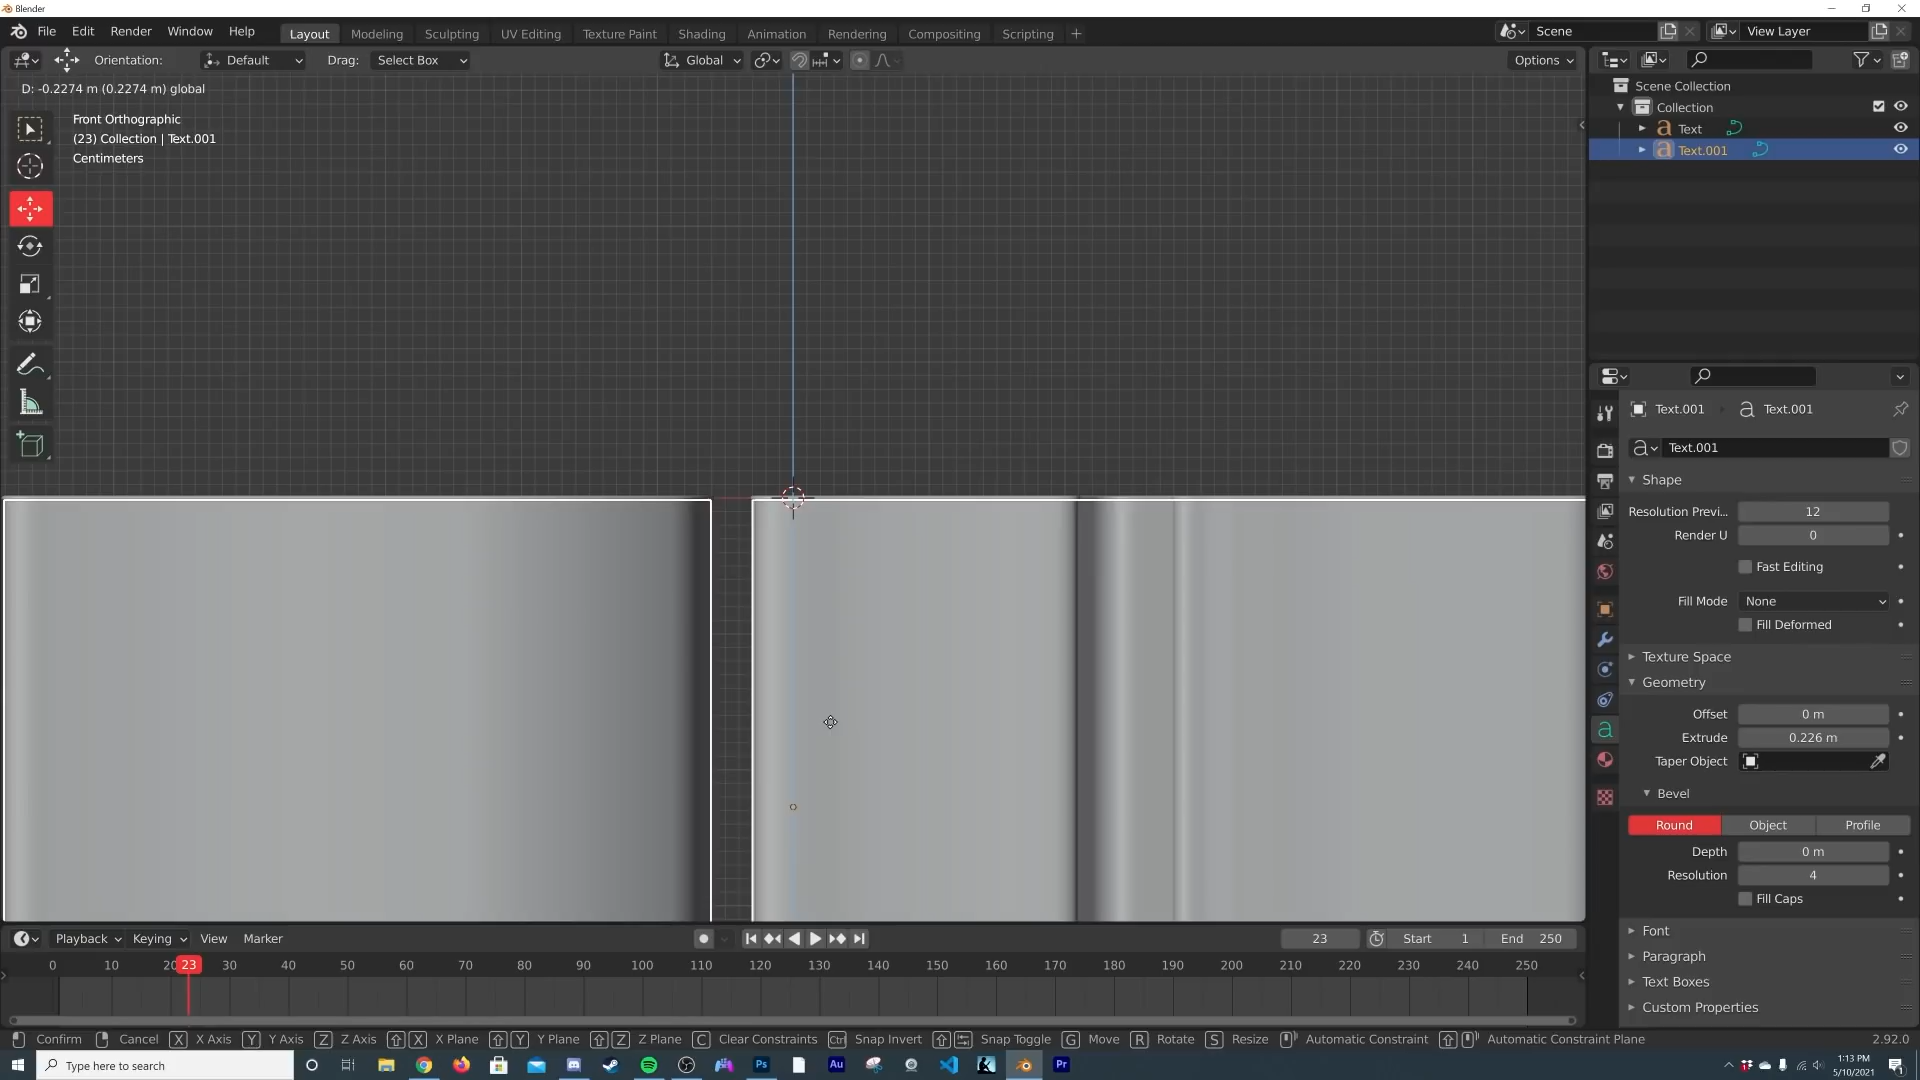 Blender
File Edit Render Window Help Layout Modeling Sculpting UV Editing Texture Paint Shading Animation Rendering Compositing Scripting + Scene View Layer
Orientation: Default Drag: Select Box Global Options
D: -0.2274 m (0.2274 m) global
Front Orthographic
(23) Collection | Text.001
Centimeters
Scene Collection
Collection
Text
Text.001
Text.001 Text.001
Text.001
Shape
Resolution Previ... 12
Render U 0
Fast Editing
Fill Mode None
Fill Deformed
Texture Space
Geometry
Offset 0 m
Extrude 0.226 m
Taper Object
Bevel
Round Object Profile
Depth 0 m
Resolution 4
Fill Caps
Font
Paragraph
Text Boxes
Custom Properties
Playback Keying View Marker 23 Start 1 End 250
0 10 20 23 30 40 50 60 70 80 90 100 110 120 130 140 150 160 170 180 190 200 210 220 230 240 250
Confirm Cancel X X Axis Y Y Axis Z Z Axis X X Plane Y Y Plane Z Z Plane C Clear Constraints Ctrl Snap Invert Snap Toggle G Move R Rotate S Resize Automatic Constraint Automatic Constraint Plane 2.92.0
Type here to search Ps Au Pr 1:13 PM
5/10/2021